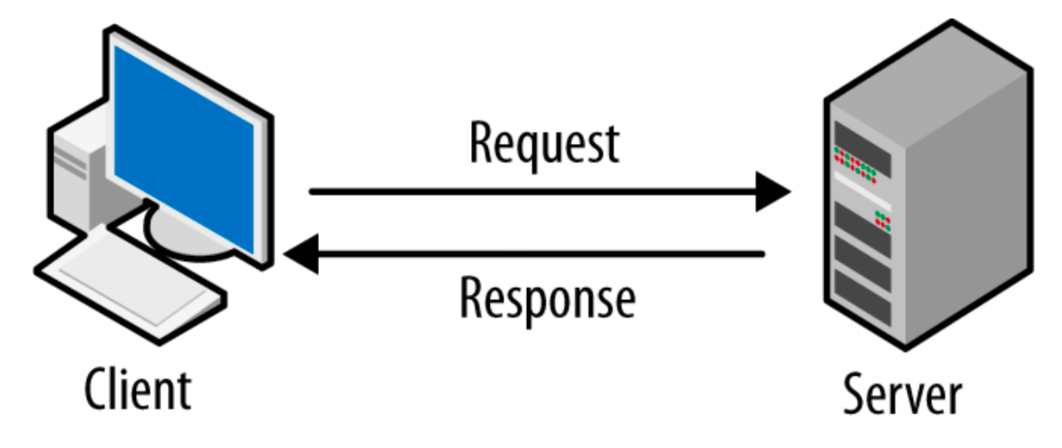 Request
Response
Client
Server